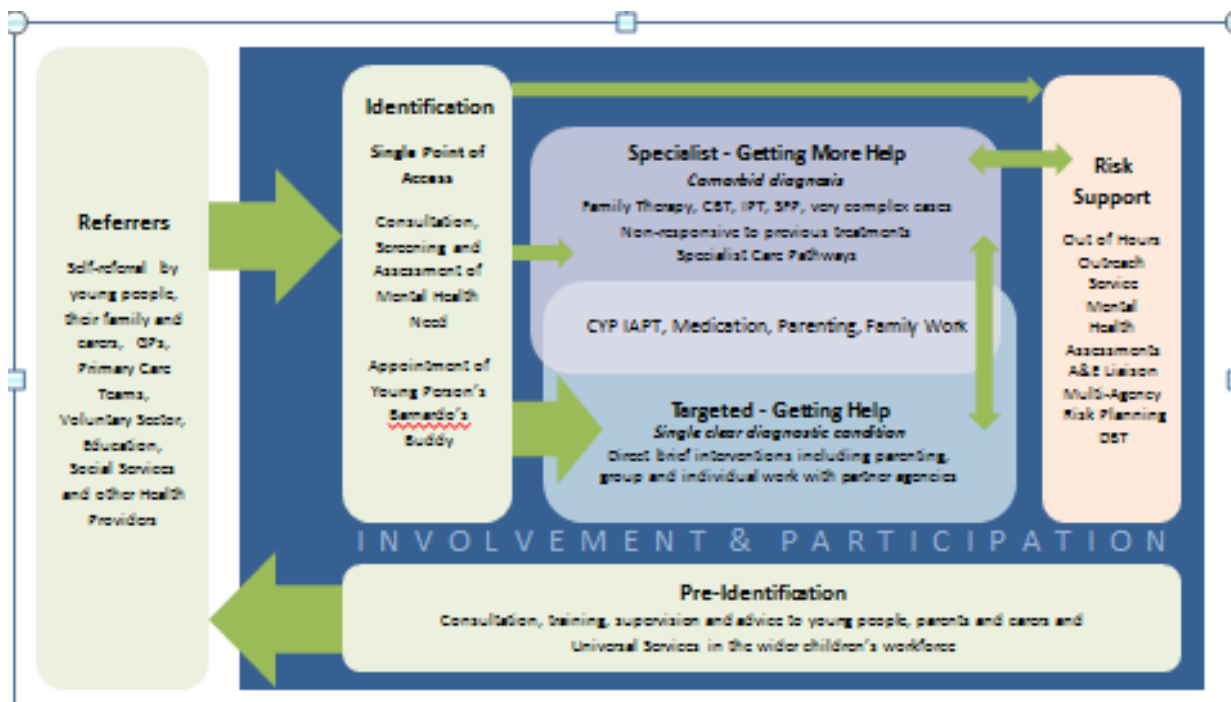 Referrers
Self-referral by
young people,
their family and
carers, GPs,
Primary Care
Teams,
Voluntary Sector,
Education,
Social Services
and other Health
Providers
Identification
Single Point of
Access
Consultation,
Screening and
Assessment of
Mental Health
Need
Appointment of
Young Person's
Barnardo's
Buddy
Specialist - Getting More Help
Comorbid diagnosis
Family Therapy, CBT, IPT, SFP, very complex cases
Non-responsive to previous treatments
Specialist Care Pathways
CYP IAPT, Medication, Parenting, Family Work
Targeted - Getting Help
Single clear diagnostic condition
Direct brief interventions including parenting,
group and individual work with partner agencies
Risk
Support
Out of Hours
Outreach
Service
Mental
Health
Assessments
A&E Liaison
Multi-Agency
Risk Planning
DBT
INVOLVEMENT & PARTICIPATION
Pre-Identification
Consultation, training, supervision and advice to young people, parents and carers and
Universal Services in the wider children's workforce